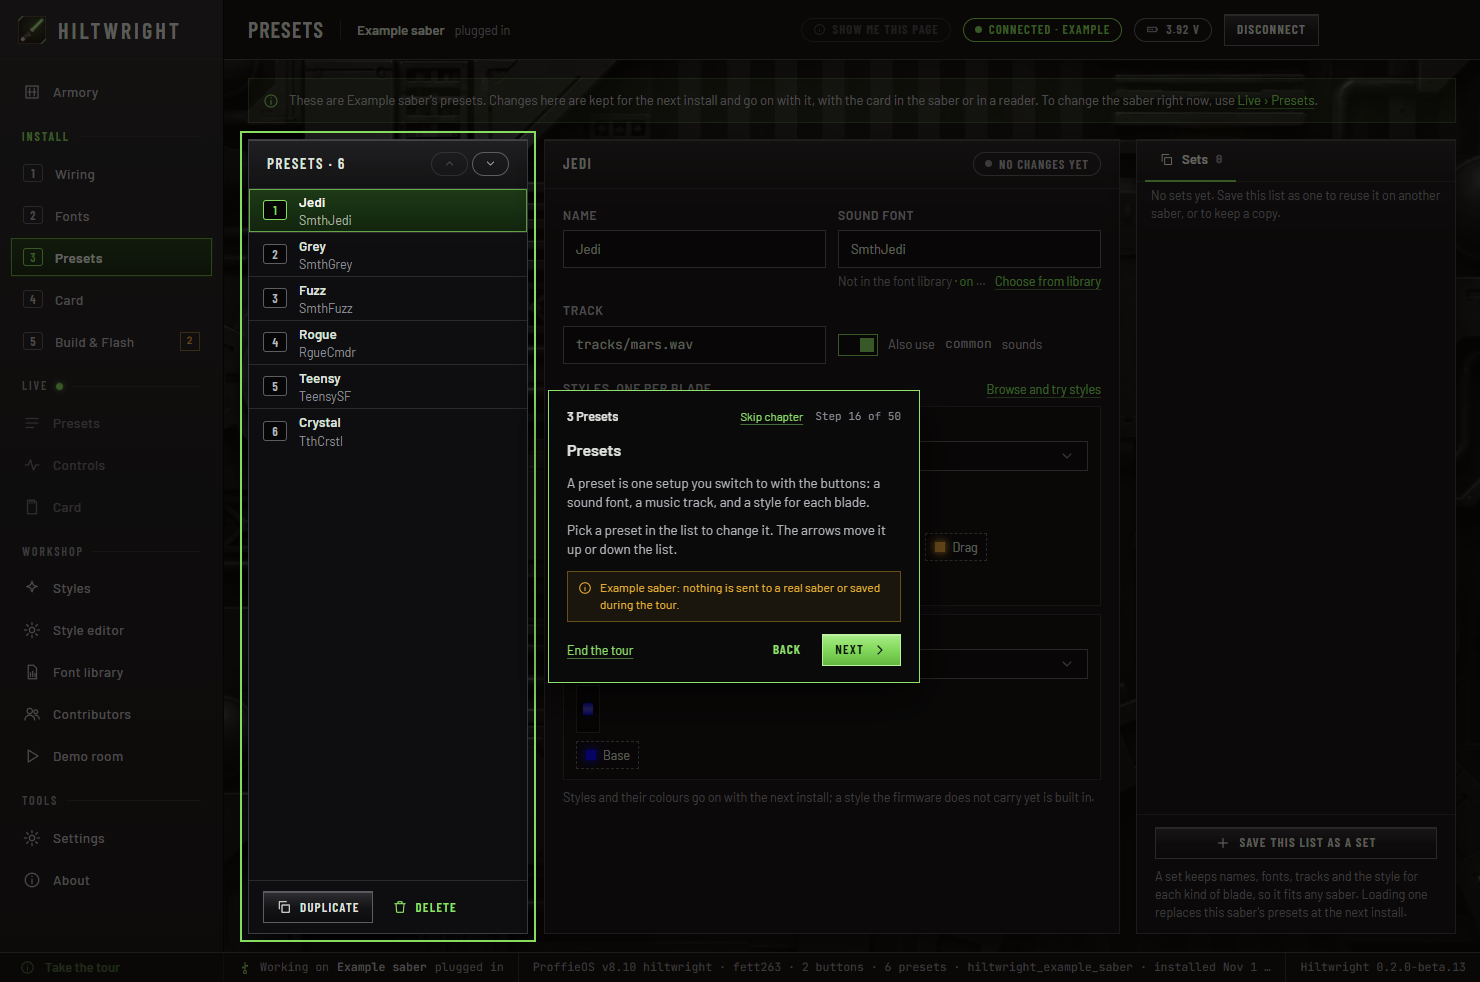 HILTWRIGHT
Armory
INSTALL
1 Wiring
2 Fonts
3 Presets
4 Card
5 Build & Flash 2
LIVE
Presets
Controls
Card
WORKSHOP
Styles
Style editor
Font library
Contributors
Demo room
TOOLS
Settings
About
Take the tour
PRESETS
Example saber plugged in
SHOW ME THIS PAGE
CONNECTED · EXAMPLE
3.92 V
DISCONNECT
These are Example saber's presets. Changes here are kept for the next install and go on with it, with the card in the saber or in a reader. To change the saber right now, use Live › Presets.
PRESETS · 6
1 Jedi
SmthJedi
2 Grey
SmthGrey
3 Fuzz
SmthFuzz
4 Rogue
RgueCmdr
5 Teensy
TeensySF
6 Crystal
TthCrstl
DUPLICATE
DELETE
JEDI
NO CHANGES YET
NAME
SOUND FONT
Jedi
SmthJedi
Not in the font library · on ... Choose from library
TRACK
tracks/mars.wav
Also use common sounds
STYLES, ONE PER BLADE
Browse and try styles
3 Presets
Skip chapter
Step 16 of 50
Presets
A preset is one setup you switch to with the buttons: a
sound font, a music track, and a style for each blade.
Pick a preset in the list to change it. The arrows move it
up or down the list.
Example saber: nothing is sent to a real saber or saved
during the tour.
End the tour
BACK
NEXT
Drag
Base
Styles and their colours go on with the next install; a style the firmware does not carry yet is built in.
Sets 0
No sets yet. Save this list as one to reuse it on another
saber, or to keep a copy.
SAVE THIS LIST AS A SET
A set keeps names, fonts, tracks and the style for
each kind of blade, so it fits any saber. Loading one
replaces this saber's presets at the next install.
Working on Example saber plugged in
ProffieOS v8.10 hiltwright · fett263 · 2 buttons · 6 presets · hiltwright_example_saber · installed Nov 1 …
Hiltwright 0.2.0-beta.13